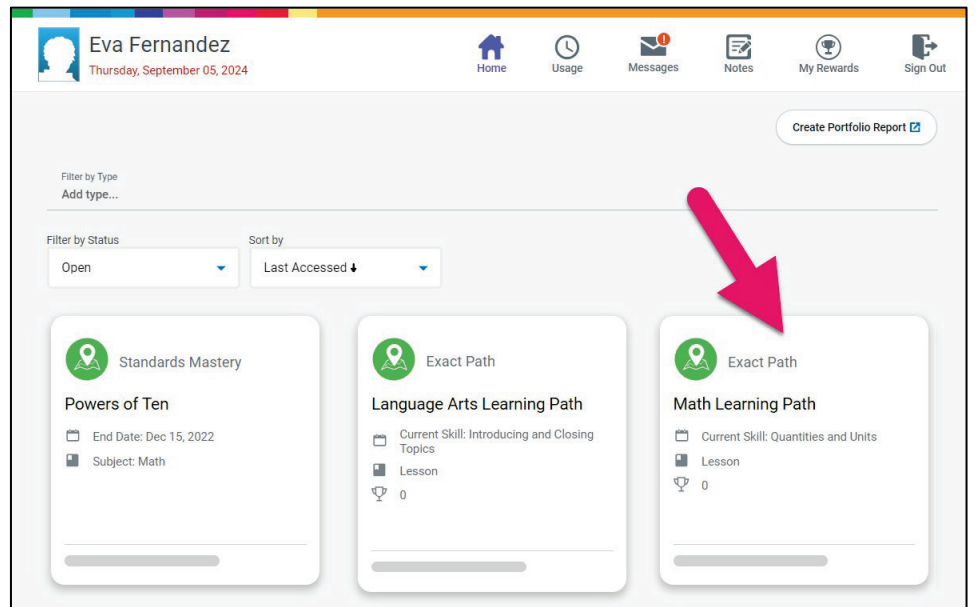 Eva Fernandez
Thursday, September 05, 2024
Home
Usage
!
Messages
Notes
My Rewards
Sign Out
Create Portfolio Report
Filter by Type
Add type...
Filter by Status
Sort by
Open
Last Accessed
Standards Mastery
Powers of Ten
End Date: Dec 15, 2022
Subject: Math
Exact Path
Language Arts Learning Path
Current Skill: Introducing and Closing
Topics
Lesson
0
Exact Path
Math Learning Path
Current Skill: Quantities and Units
Lesson
0